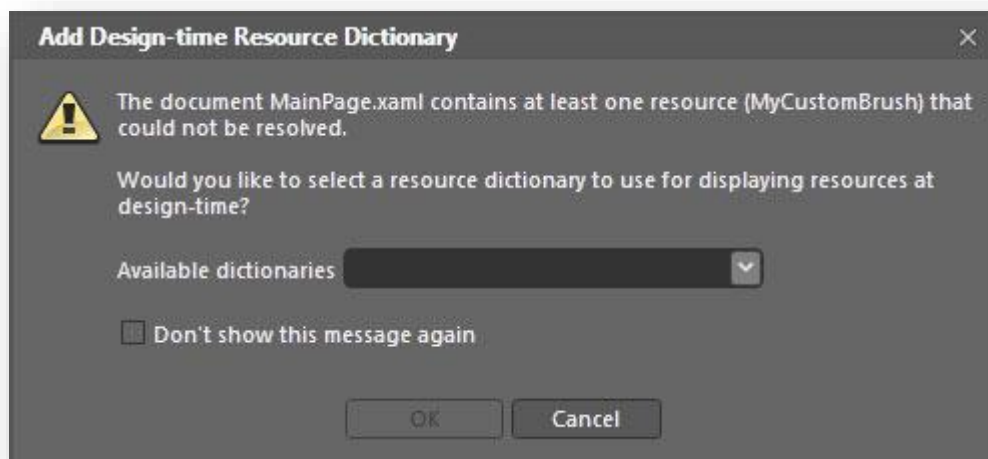 Add Design-time Resource Dictionary
The document MainPage.xaml contains at least one resource (MyCustomBrush) that
could not be resolved.
Would you like to select a resource dictionary to use for displaying resources at
design-time?
Available dictionaries
Don't show this message again
OK
Cancel